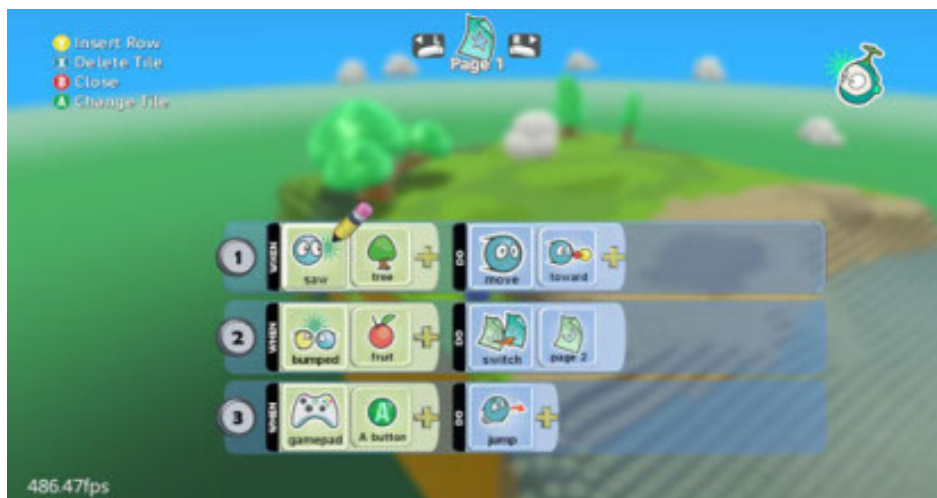 Y Insert Row
X Delete Tile
B Close
A Change Tile
L R
Page 1
1 WHEN saw tree + DO move toward +
2 WHEN bumped fruit + DO switch page 2
3 WHEN gamepad A A button + DO jump +
486.47fps